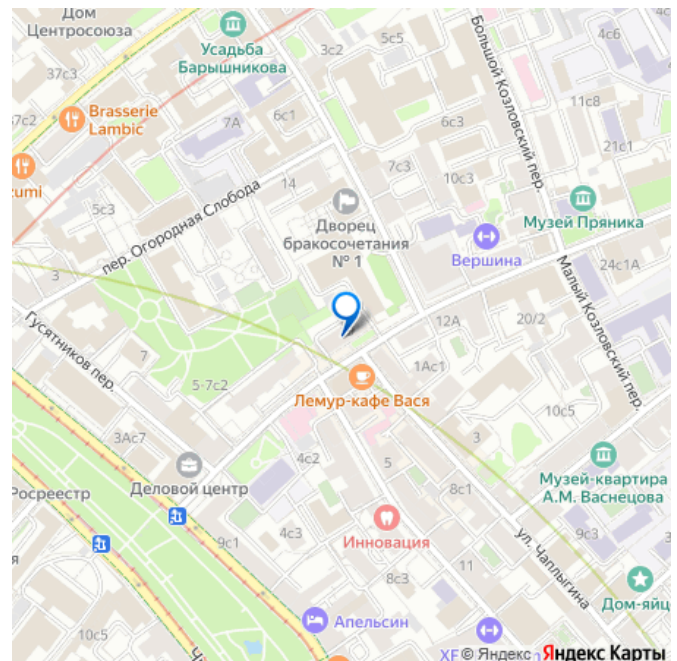 Дом
Центросоюза
Усадьба
Барышникова
3с2
5с5
4с6
37с3
Большой Козловский пер.
Brasserie
Lambic
7А
6с1
6с3
11с8
7с3
21с1
10с3
14
5с3
пер. Огородная Слобода
Дворец
бракосочетания
№ 1
Вершина
Музей Пряника
24с1А
3
Малый Козловский пер.
Гусятников пер.
12А
20/2
7
1Ас1
5-7с2
Лемур-кафе Вася
10с5
3Ас7
4с2
3
5
Музей-квартира
А.М. Васнецова
Росреестр
Деловой центр
8с1
9с1
4с3
Инновация
ул. Чаплыгина
9с3
8с3
11
Дом-яйц
Апельсин
10с5
© Яндекс Яндекс Карты